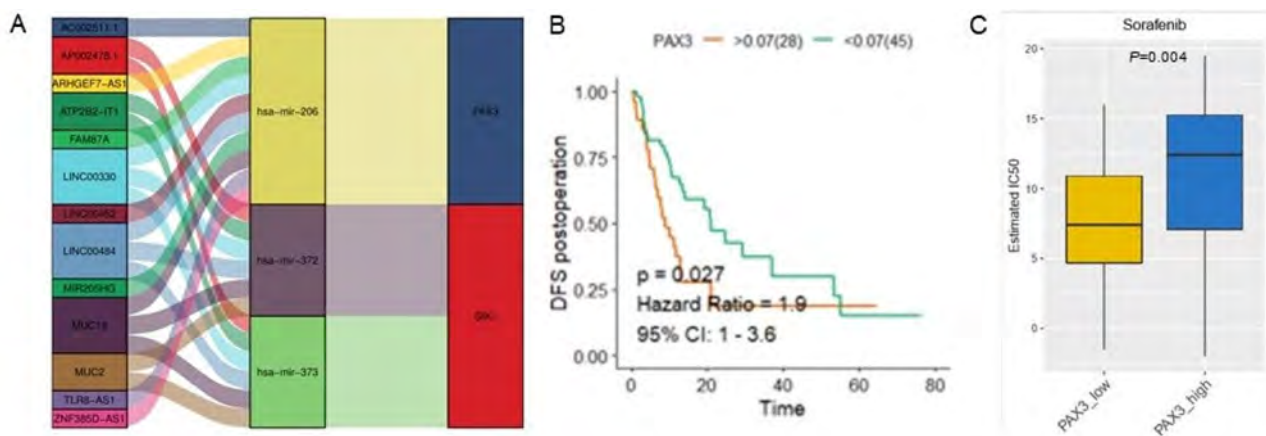 A
AC002511.1
AP002478.1
ARHGEF7-AS1
ATP2B2-IT1
FAM87A
LINC00330
LINC00462
LINC00484
MIR205HG
MUC2
TLR8-AS1
ZNF385D-AS1
hsa-mir-206
hsa-mir-372
hsa-mir-373
B
PAX3 >0.07(28) <0.07(45)
DFS postoperation
1.00
0.75
0.50
0.25
0.00
p = 0.027
Hazard Ratio = 1.9
95% CI: 1 - 3.6
0 20 40 60 80
Time
C
Sorafenib
P=0.004
Estimated IC50
20
15
10
5
0
PAX3_low
PAX3_high